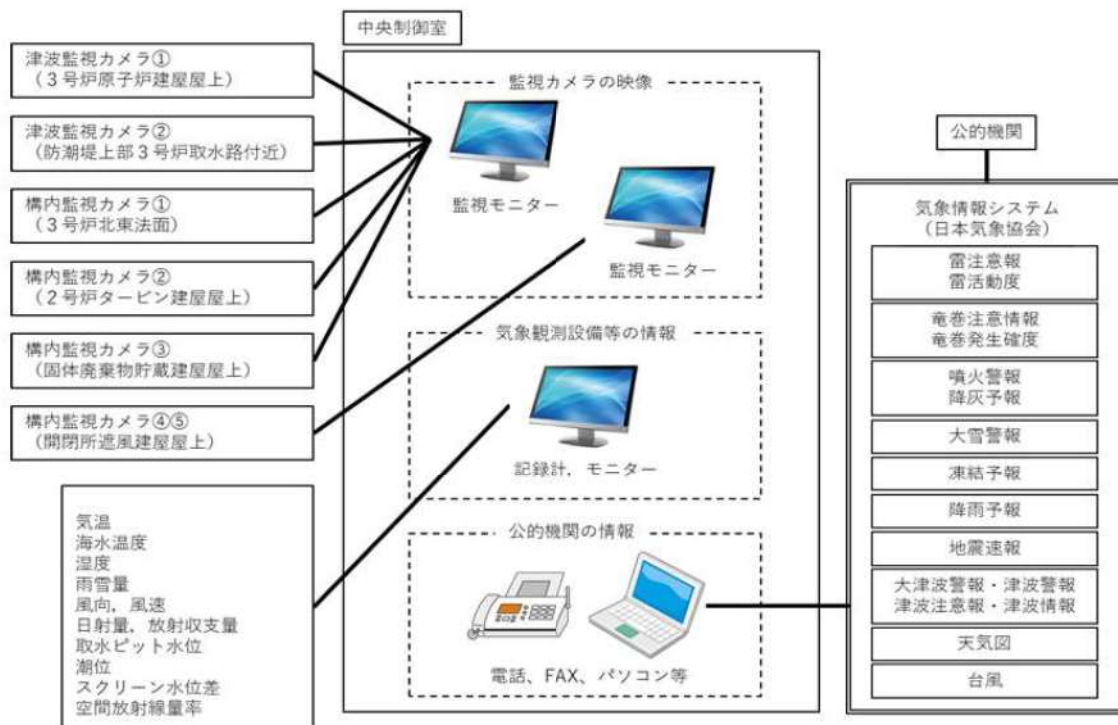 中央制御室
津波監視カメラ①
（３号炉原子炉建屋屋上）
津波監視カメラ②
（防潮堤上部３号炉取水路付近）
構内監視カメラ①
（３号炉北東法面）
構内監視カメラ②
（２号炉タービン建屋屋上）
構内監視カメラ③
（固体廃棄物貯蔵建屋屋上）
構内監視カメラ④⑤
（開閉所遮風建屋屋上）
気温
海水温度
湿度
雨雪量
風向，風速
日射量，放射収支量
取水ピット水位
潮位
スクリーン水位差
空間放射線量率
監視カメラの映像
監視モニター
監視モニター
気象観測設備等の情報
記録計，モニター
公的機関の情報
電話、FAX、パソコン等
公的機関
気象情報システム
（日本気象協会）
雷注意報
雷活動度
竜巻注意情報
竜巻発生確度
噴火警報
降灰予報
大雪警報
凍結予報
降雨予報
地震速報
大津波警報・津波警報
津波注意報・津波情報
天気図
台風